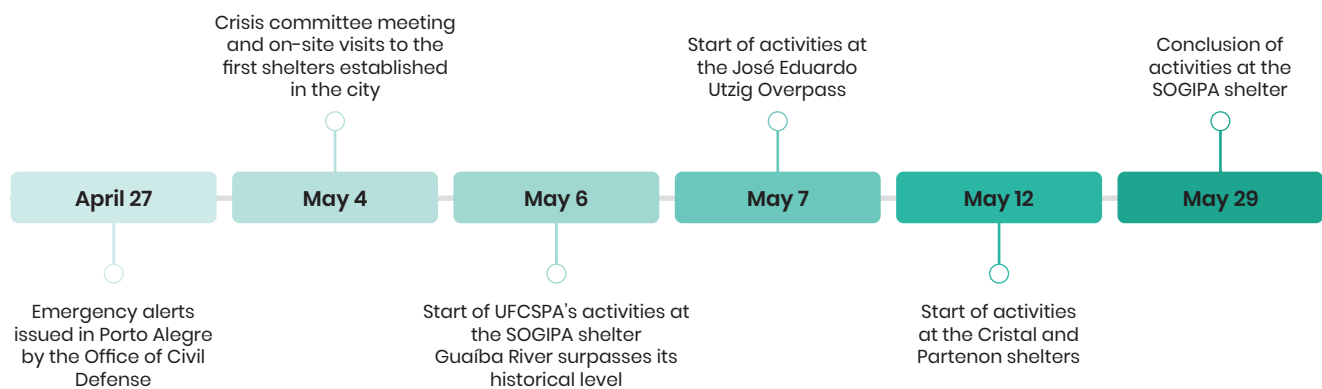 Crisis committee meeting
and on-site visits to the
first shelters established
in the city
Start of activities at
the José Eduardo
Utzig Overpass
Conclusion of
activities at the
SOGIPA shelter
April 27
May 4
May 6
May 7
May 12
May 29
Emergency alerts
issued in Porto Alegre
by the Office of Civil
Defense
Start of UFCSPA’s activities at
the SOGIPA shelter
Guaíba River surpasses its
historical level
Start of activities
at the Cristal and
Partenon shelters